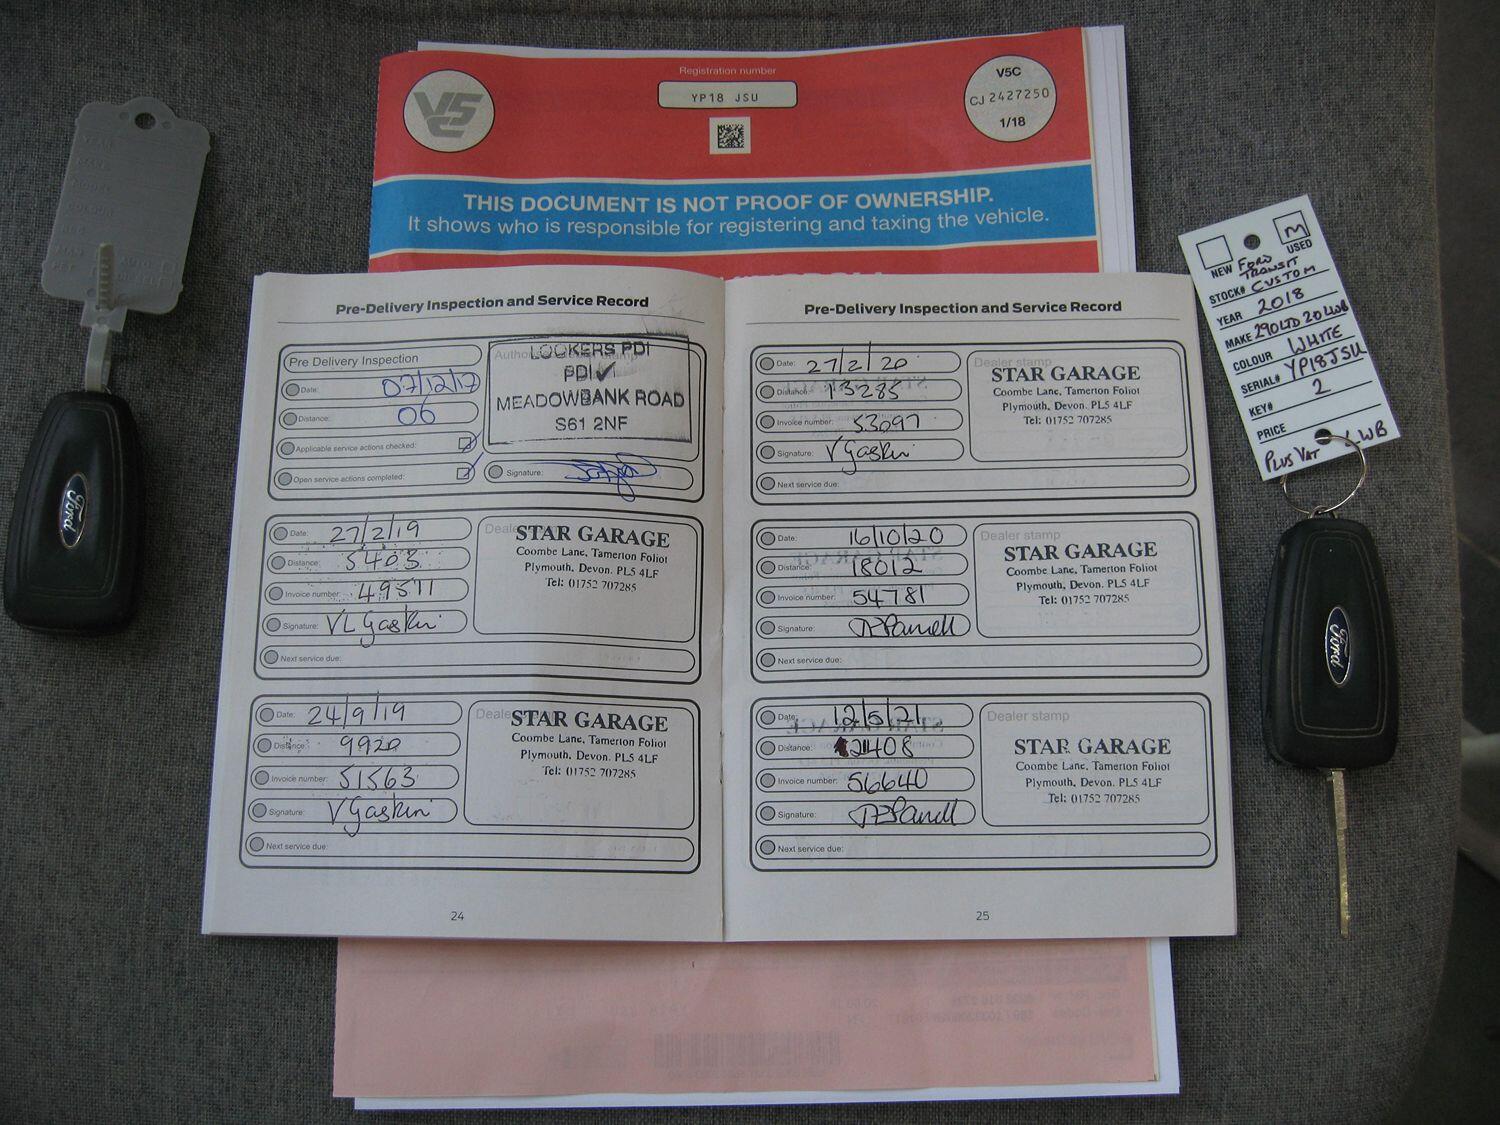 Registration number
YP18 JSU
V5C
V5C
CJ 2427250
1/18
THIS DOCUMENT IS NOT PROOF OF OWNERSHIP.
It shows who is responsible for registering and taxing the vehicle.
Pre-Delivery Inspection and Service Record
Pre Delivery Inspection
Date: 07/12/17
Distance: 06
Applicable service actions checked:
Open service actions completed:
LOOKERS PDI
PDI ✓
MEADOWBANK ROAD
S61 2NF
Signature:
Date: 27/2/19
Distance: 5403
Invoice number: 49511
Signature: VL Gaskin
Next service due:
Dealer stamp
STAR GARAGE
Coombe Lane, Tamerton Foliot
Plymouth, Devon. PL5 4LF
Tel: 01752 707285
Date: 24/9/19
Distance: 9920
Invoice number: 51563
Signature: V Gaskin
Next service due:
Dealer stamp
STAR GARAGE
Coombe Lane, Tamerton Foliot
Plymouth, Devon. PL5 4LF
Tel: 01752 707285
24
Pre-Delivery Inspection and Service Record
Date: 27/2/20
Distance: 13285
Invoice number: 53097
Signature: V Gaskin
Next service due:
Dealer stamp
STAR GARAGE
Coombe Lane, Tamerton Foliot
Plymouth, Devon. PL5 4LF
Tel: 01752 707285
Date: 16/10/20
Distance: 18012
Invoice number: 54781
Signature:
Next service due:
Dealer stamp
STAR GARAGE
Coombe Lane, Tamerton Foliot
Plymouth, Devon. PL5 4LF
Tel: 01752 707285
Date: 12/5/21
Distance: 2408
Invoice number: 56640
Signature:
Next service due:
Dealer stamp
STAR GARAGE
Coombe Lane, Tamerton Foliot
Plymouth, Devon. PL5 4LF
Tel: 01752 707285
25
NEW
USED
FORD
TRANSIT
STOCK# CUSTOM
YEAR 2018
MAKE 290 LTD 20 LWB
COLOUR WHITE
SERIAL# YP18JSU
KEY# 2
PRICE
PLUS VAT LWB
Ford
Ford